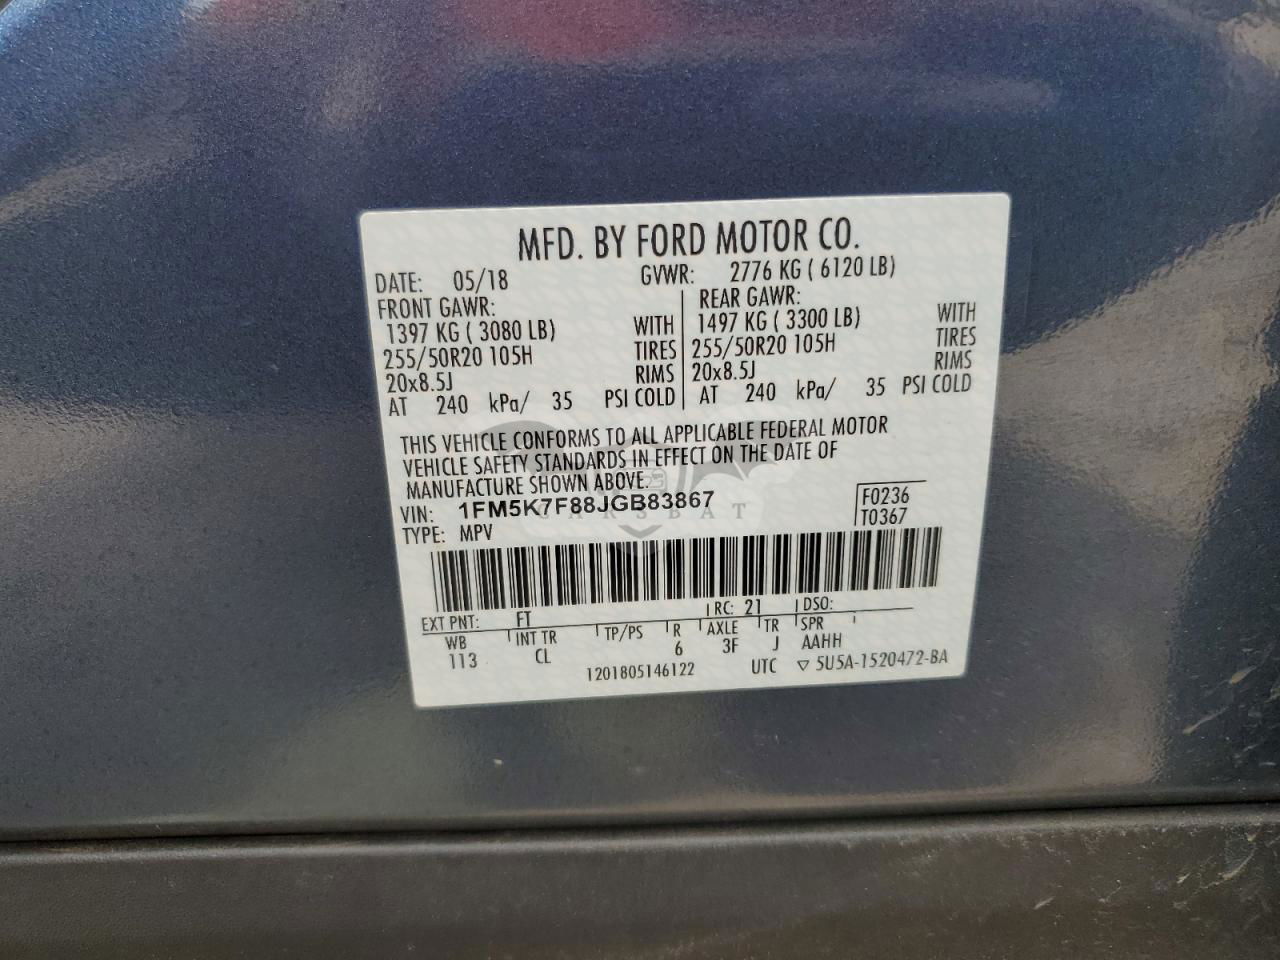 MFD. BY FORD MOTOR CO.
DATE: 05/18 GVWR: 2776 KG ( 6120 LB)
FRONT GAWR: REAR GAWR:
1397 KG ( 3080 LB) WITH 1497 KG ( 3300 LB) WITH
255/50R20 105H TIRES 255/50R20 105H TIRES
20x8.5J RIMS 20x8.5J RIMS
AT 240 kPa/ 35 PSI COLD AT 240 kPa/ 35 PSI COLD
THIS VEHICLE CONFORMS TO ALL APPLICABLE FEDERAL MOTOR
VEHICLE SAFETY STANDARDS IN EFFECT ON THE DATE OF
MANUFACTURE SHOWN ABOVE.
VIN: 1FM5K7F88JGB83867 F0236
TYPE: MPV T0367
CARSBAT
EXT PNT: FT RC: 21 DSO:
WB INT TR TP/PS R AXLE TR SPR
113 CL 6 3F J AAHH
1201805146122 UTC ▽ 5U5A-1520472-BA